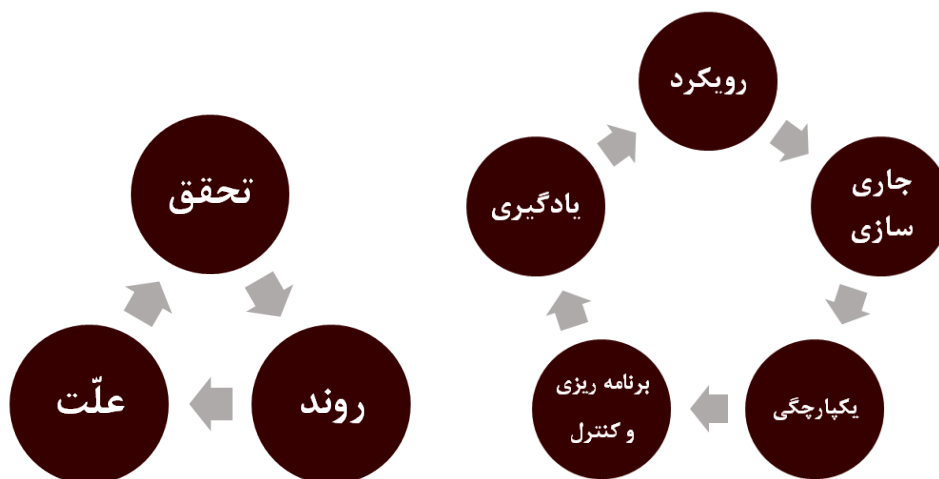 رویکرد
جاری
سازی
یکپارچگی
برنامه ریزی
و کنترل
یادگیری
تحقق
روند
علّت